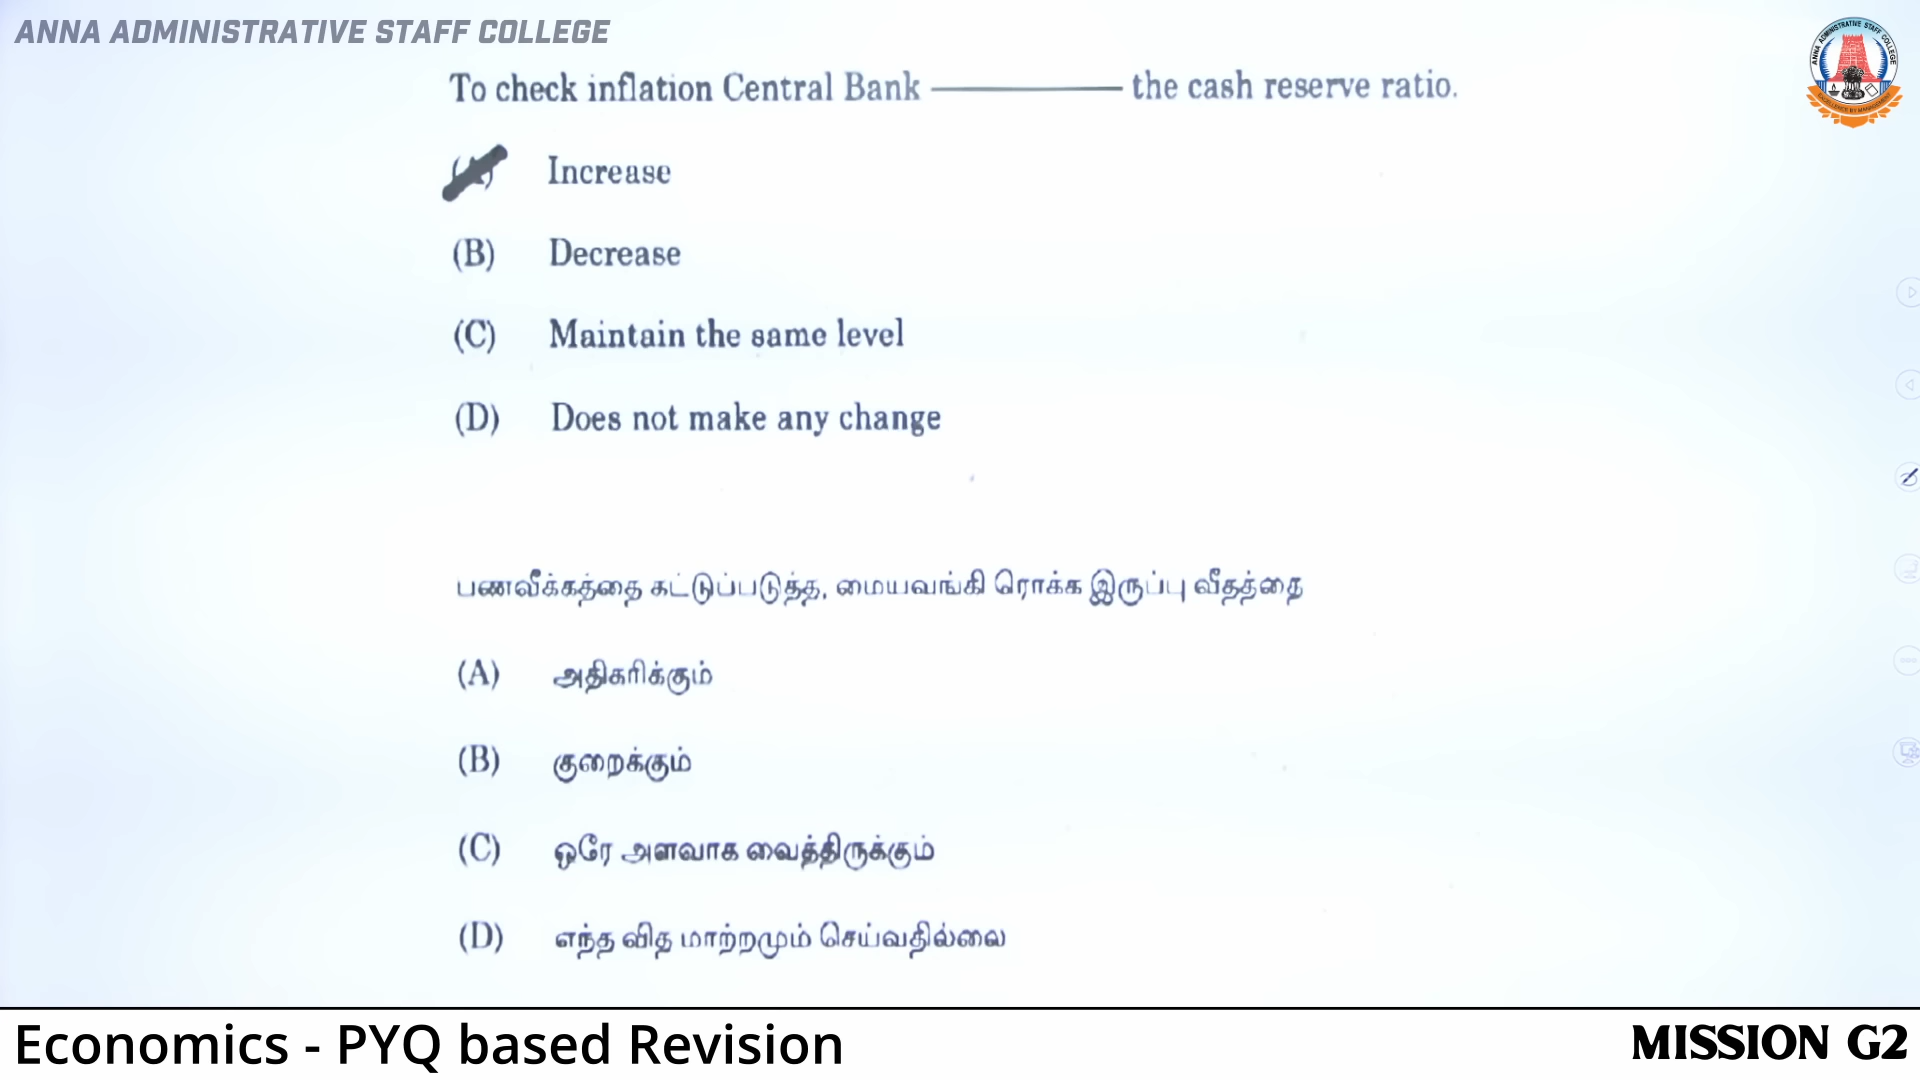 ANNA ADMINISTRATIVE STAFF COLLEGE
To check inflation Central Bank ———— the cash reserve ratio.
Increase
(B) Decrease
(C) Maintain the same level
(D) Does not make any change
பணவீக்கத்தை கட்டுப்படுத்த, மையவங்கி ரொக்க இருப்பு வீதத்தை
(A) அதிகரிக்கும்
(B) குறைக்கும்
(C) ஒரே அளவாக வைத்திருக்கும்
(D) எந்த வித மாற்றமும் செய்வதில்லை
Economics - PYQ based Revision
MISSION G2